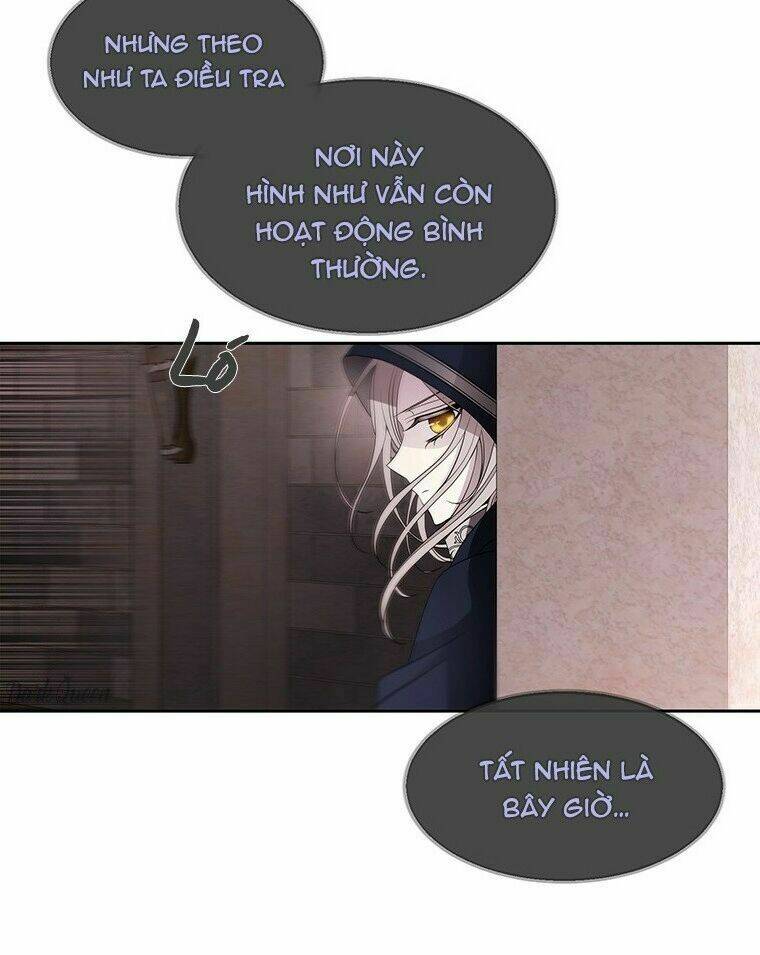 NHƯNG THEO
NHƯ TA ĐIỀU TRA
NƠI NÀY
HÌNH NHƯ VẪN CÒN
HOẠT ĐỘNG BÌNH
THƯỜNG.
LÓ
TẤT NHIÊN LÀ
BÂY GIỜ...